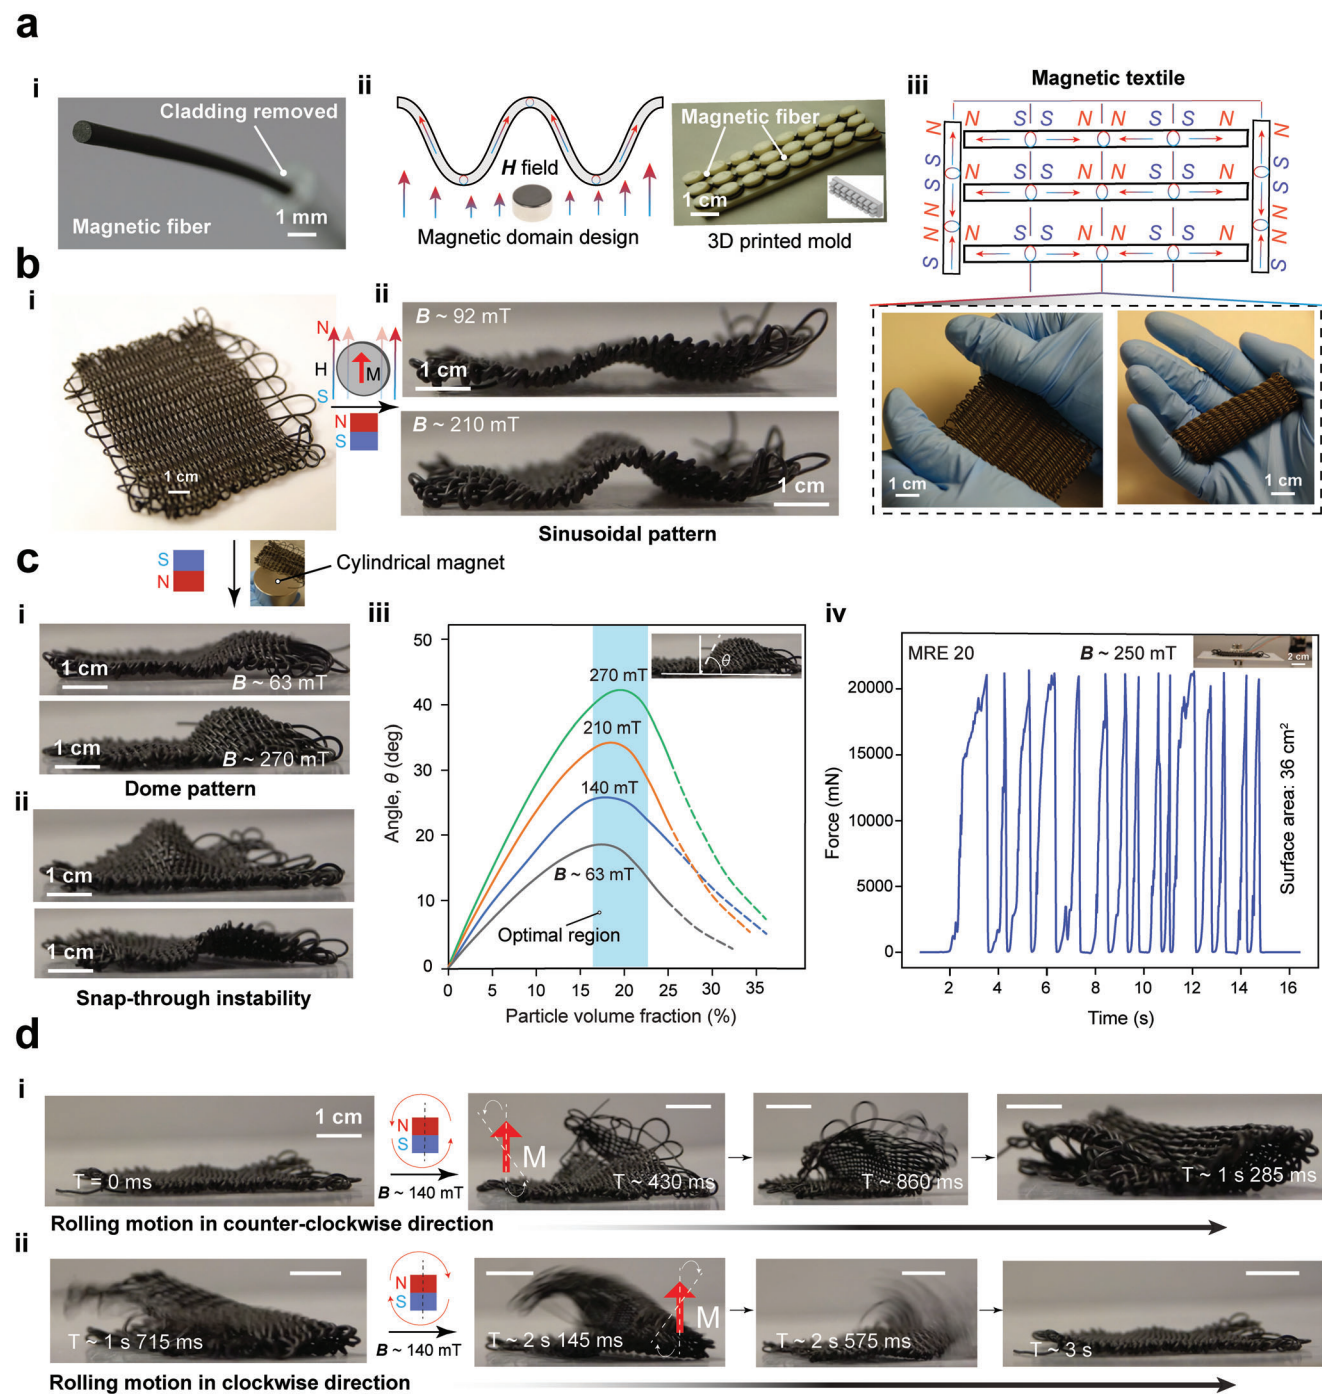 a
i
Cladding removed
Magnetic fiber
1 mm
ii
H field
Magnetic domain design
Magnetic fiber
1 cm
3D printed mold
iii
Magnetic textile
N S S N N S S N
N S S N N S S N
N S S N N S S N
N
S
S
N
N
S
N
S
S
N
N
S
1 cm
1 cm
b
i
1 cm
N
H
S
M
N
S
ii
B ~ 92 mT
1 cm
B ~ 210 mT
1 cm
Sinusoidal pattern
c
S
N
Cylindrical magnet
i
1 cm
B ~ 63 mT
1 cm
B ~ 270 mT
Dome pattern
ii
1 cm
1 cm
Snap-through instability
iii
Angle, θ (deg)
50
40
30
20
10
0
270 mT
210 mT
140 mT
B ~ 63 mT
Optimal region
θ
0 5 10 15 20 25 30 35
Particle volume fraction (%)
iv
MRE 20
B ~ 250 mT
2 cm
Force (mN)
20000
15000
10000
5000
0
Surface area: 36 cm²
2 4 6 8 10 12 14 16
Time (s)
d
i
1 cm
T = 0 ms
N
S
B ~ 140 mT
M
T ~ 430 ms
T ~ 860 ms
T ~ 1 s 285 ms
Rolling motion in counter-clockwise direction
ii
T ~ 1 s 715 ms
N
S
B ~ 140 mT
M
T ~ 2 s 145 ms
T ~ 2 s 575 ms
T ~ 3 s
Rolling motion in clockwise direction